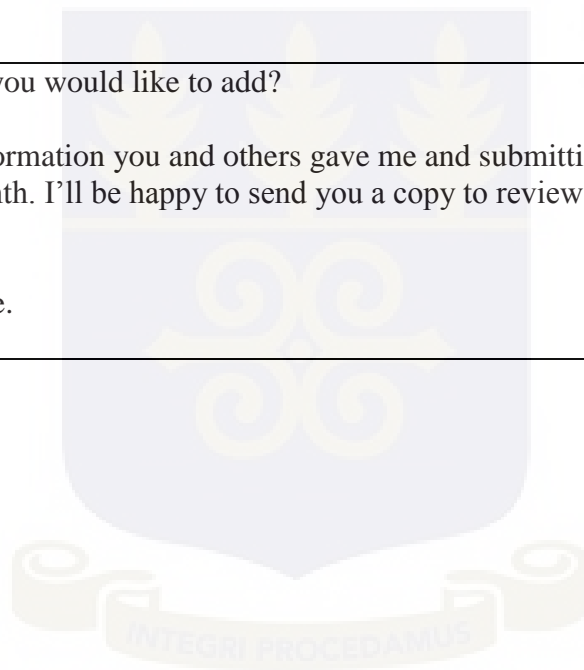 you would like to add?
ormation you and others gave me and submitti
nth. I'll be happy to send you a copy to review
e.
INTEGRI PROCEDAMUS